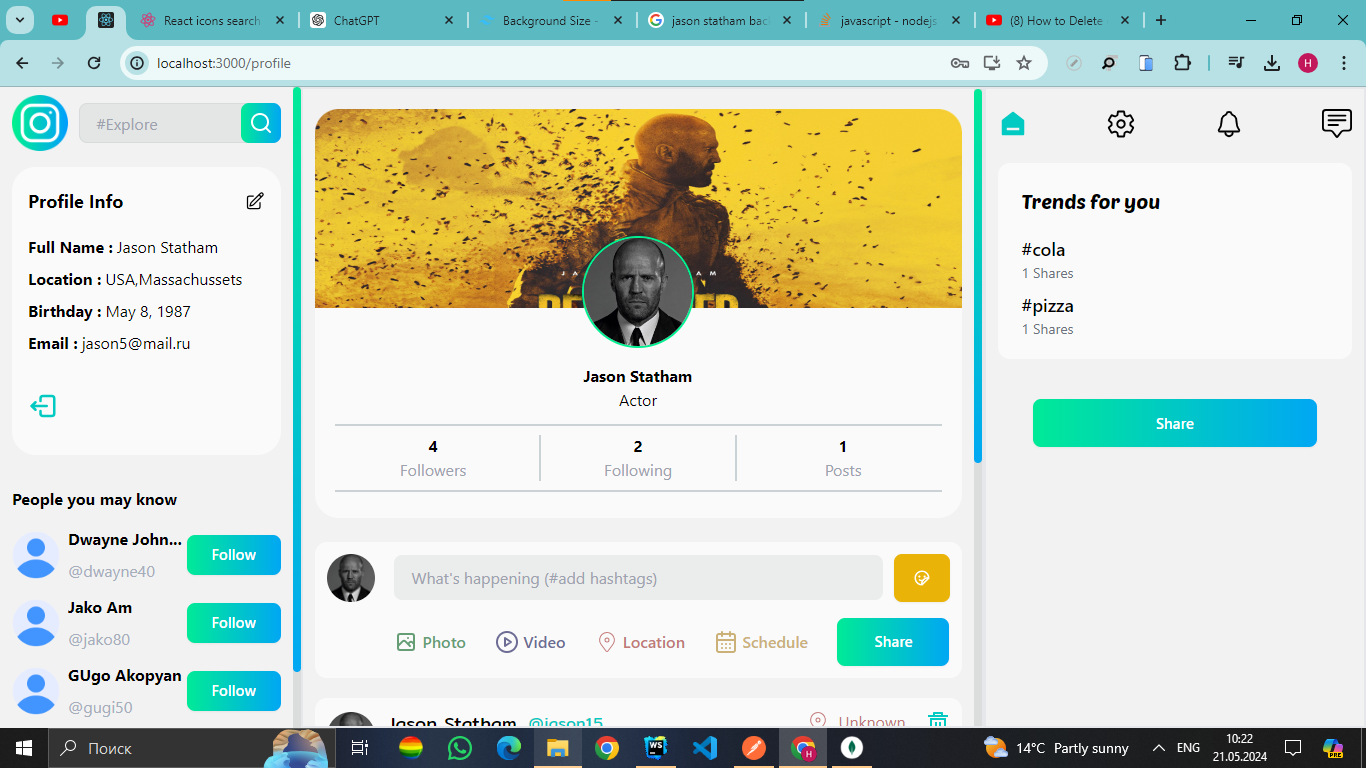 React icons search
ChatGPT
Background Size -
jason statham bac
javascript - nodejs
(8) How to Delete
localhost:3000/profile
H
#Explore
Profile Info
Full Name : Jason Statham
Location : USA,Massachussets
Birthday : May 8, 1987
Email : jason5@mail.ru
People you may know
Dwayne John...
@dwayne40
Follow
Jako Am
@jako80
Follow
GUgo Akopyan
@gugi50
Follow
Jason Statham
Actor
4
Followers
2
Following
1
Posts
What's happening (#add hashtags)
Photo
Video
Location
Schedule
Share
Jason Statham @jason15
Unknown
Trends for you
#cola
1 Shares
#pizza
1 Shares
Share
Поиск
WS
H
14°C Partly sunny
ENG
10:22
21.05.2024
PRE